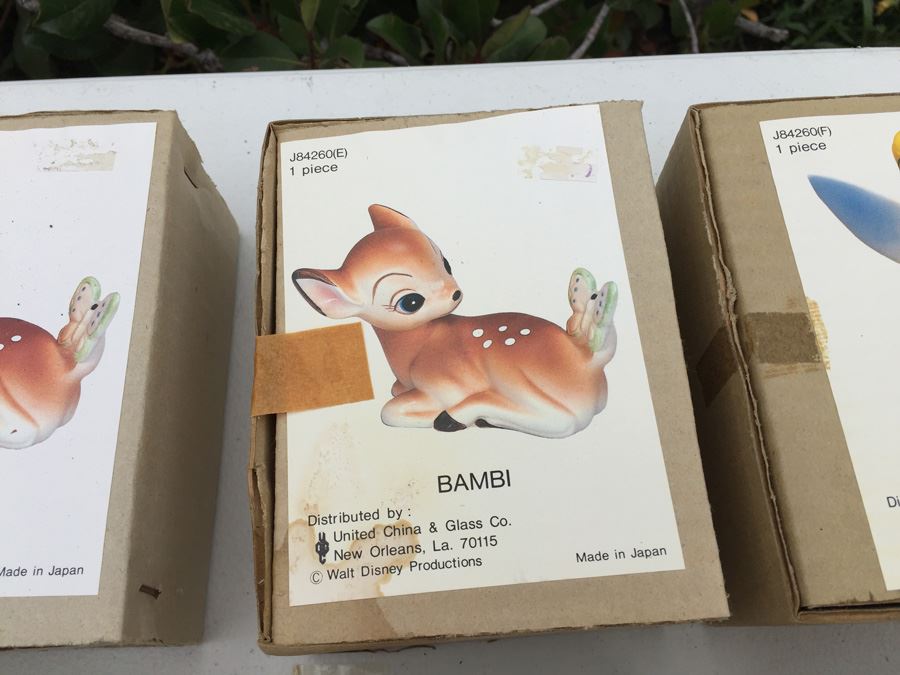 Made in Japan
J84260(E)
1 piece
BAMBI
Distributed by :
United China & Glass Co.
New Orleans, La. 70115
© Walt Disney Productions
Made in Japan
J84260(F)
1 piece
Di